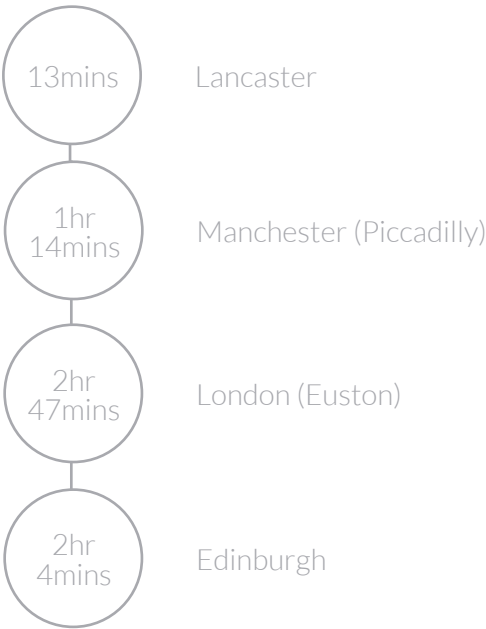 13mins
Lancaster
1hr
14mins
Manchester (Piccadilly)
2hr
47mins
London (Euston)
2hr
4mins
Edinburgh